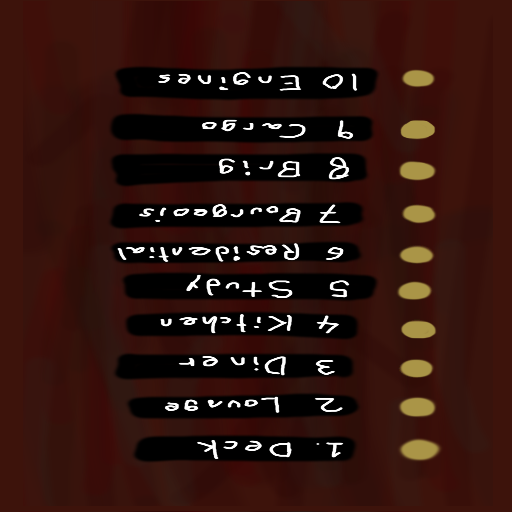 1. Deck
2 Lounge
3 Diner
4 Kitchen
5 Study
6 Residential
7 Bourgeois
8 Brig
9 Cargo
10 Engines